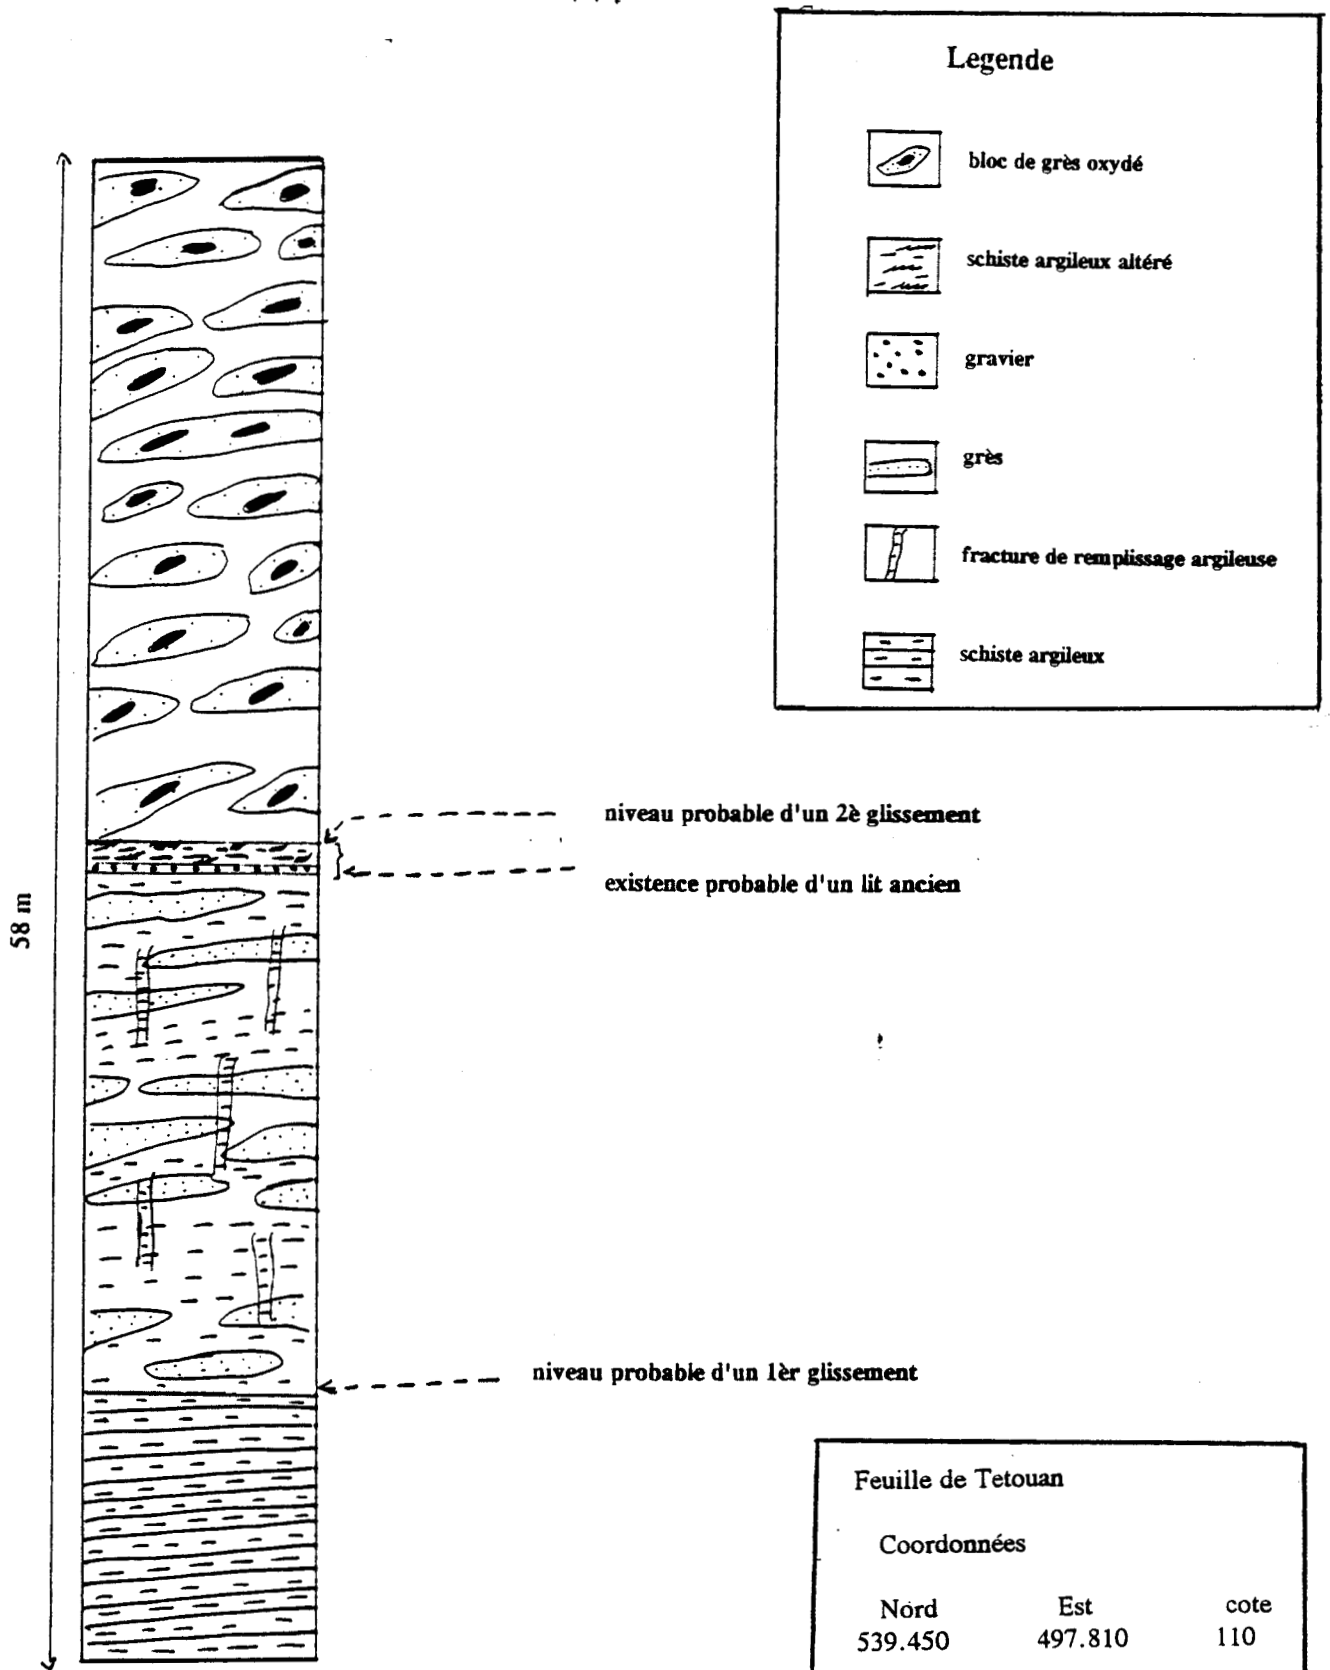 Legende
bloc de grès oxydé
schiste argileux altéré
gravier
grès
fracture de remplissage argileuse
schiste argileux
58 m
niveau probable d'un 2è glissement
existence probable d'un lit ancien
niveau probable d'un 1èr glissement
Feuille de Tetouan
Coordonnées
Nord Est cote
539.450 497.810 110